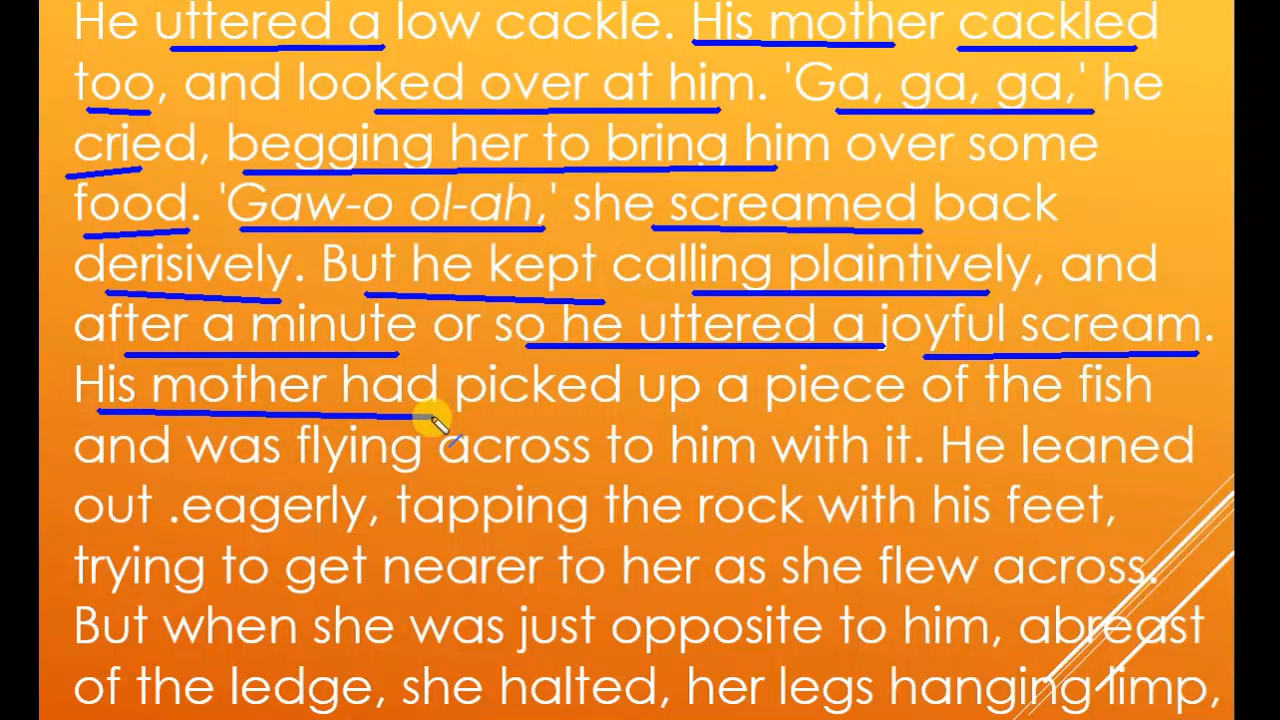 He uttered a low cackle. His mother cackled
too, and looked over at him. 'Ga, ga, ga,' he
cried, begging her to bring him over some
food. 'Gaw-o ol-ah,' she screamed back
derisively. But he kept calling plaintively, and
after a minute or so he uttered a joyful scream.
His mother had picked up a piece of the fish
and was flying across to him with it. He leaned
out .eagerly, tapping the rock with his feet,
trying to get nearer to her as she flew across.
But when she was just opposite to him, abreast
of the ledge, she halted, her legs hanging limp,